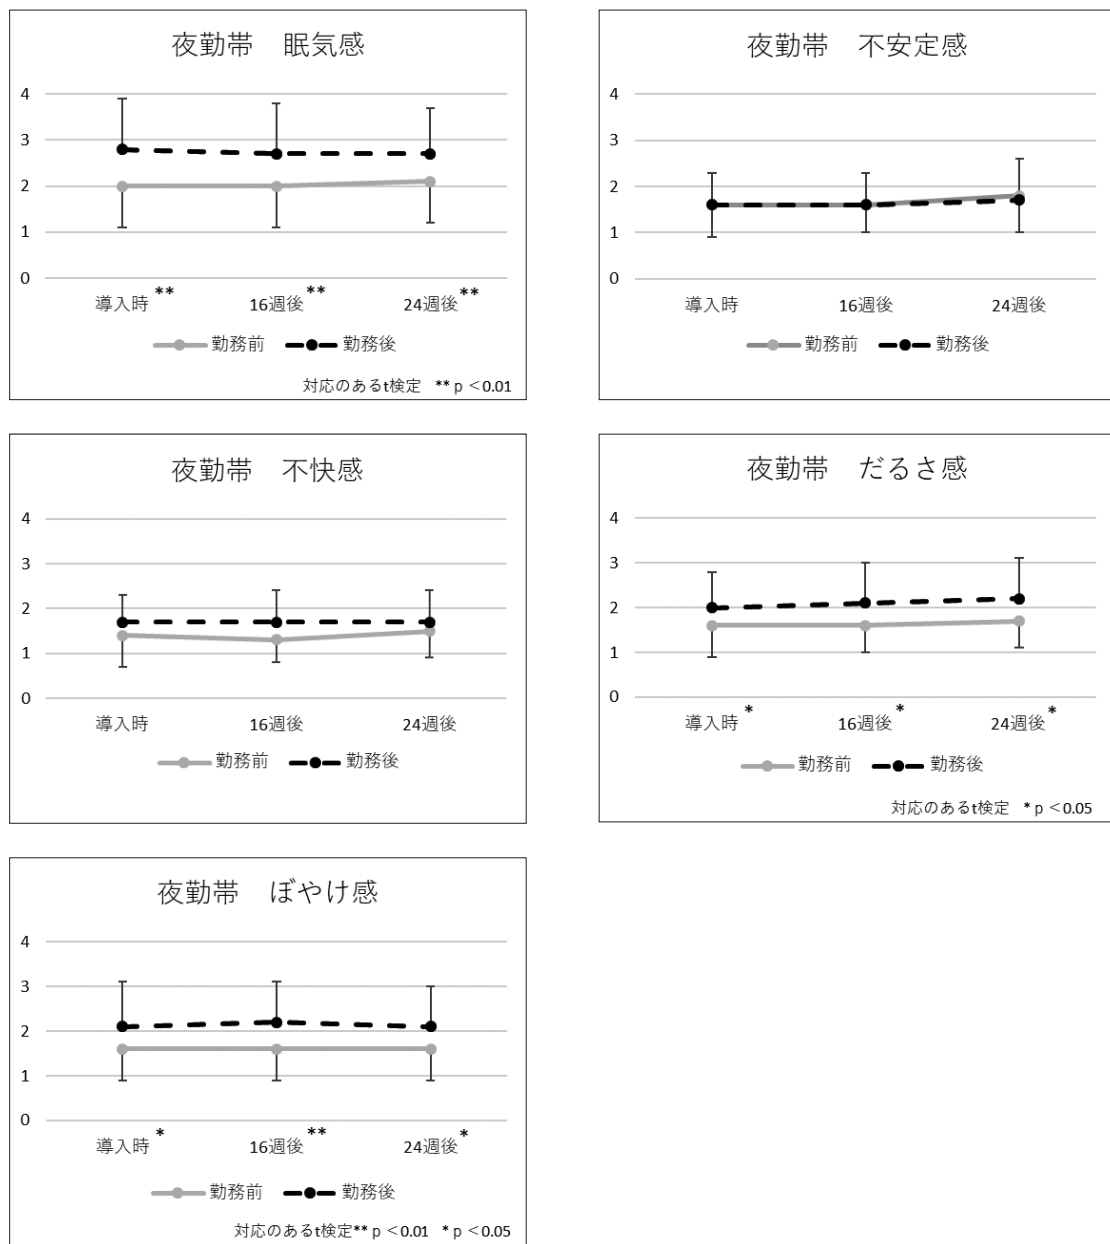 夜勤帯　眠気感
4
3
2
1
0
導入時 ** 16週後 ** 24週後 **
勤務前 勤務後
対応のあるt検定 ** p ＜0.01
夜勤帯　不安定感
4
3
2
1
0
導入時 16週後 24週後
勤務前 勤務後
夜勤帯　不快感
4
3
2
1
0
導入時 16週後 24週後
勤務前 勤務後
夜勤帯　だるさ感
4
3
2
1
0
導入時 * 16週後 * 24週後 *
勤務前 勤務後
対応のあるt検定 * p ＜0.05
夜勤帯　ぼやけ感
4
3
2
1
0
導入時 * 16週後 ** 24週後 *
勤務前 勤務後
対応のあるt検定** p ＜0.01 * p ＜0.05